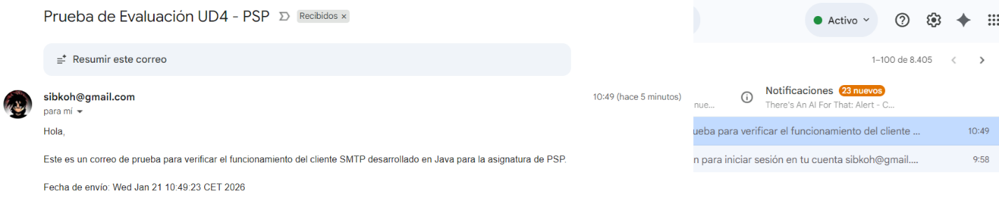 Prueba de Evaluación UD4 - PSP Recibidos ×
Resumir este correo
sibkoh@gmail.com 10:49 (hace 5 minutos)
para mí
Hola,
Este es un correo de prueba para verificar el funcionamiento del cliente SMTP desarrollado en Java para la asignatura de PSP.
Fecha de envío: Wed Jan 21 10:49:23 CET 2026
Activo
1–100 de 8.405
Notificaciones 23 nuevos
nue... There's An AI For That: Alert - C...
ueba para verificar el funcionamiento del cliente ... 10:49
n para iniciar sesión en tu cuenta sibkoh@gmail.... 9:58